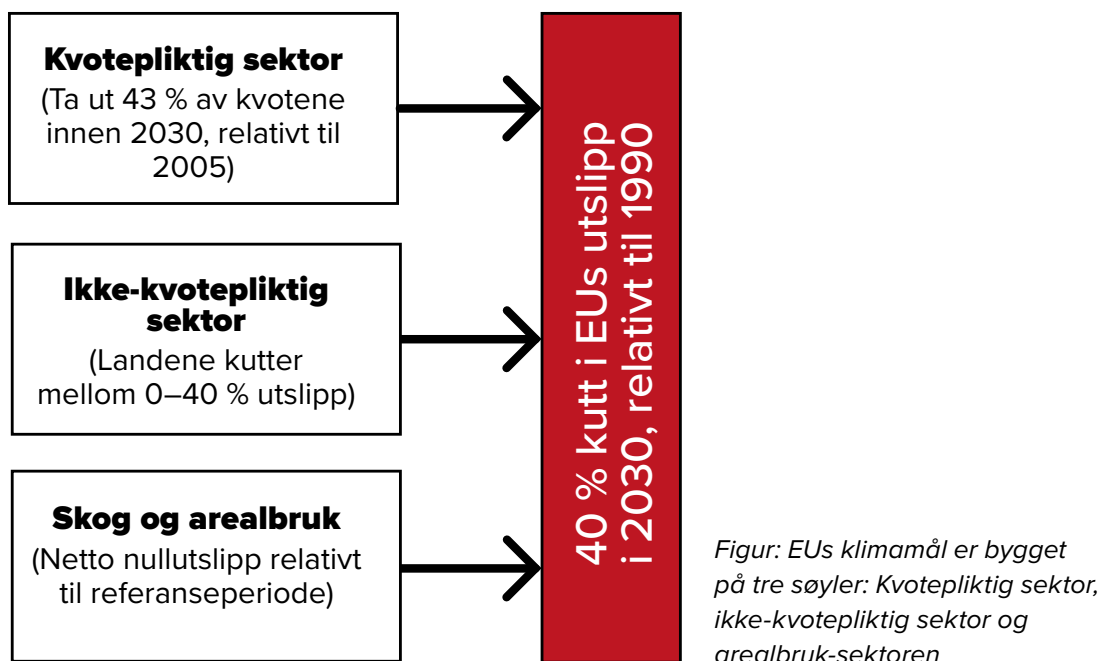 Kvotepliktig sektor
(Ta ut 43 % av kvotene
innen 2030, relativt til
2005)
Ikke-kvotepliktig
sektor
(Landene kutter
mellom 0–40 % utslipp)
Skog og arealbruk
(Netto nullutslipp relativt
til referanseperiode)
40 % kutt i EUs utslipp
i 2030, relativt til 1990
Figur: EUs klimamål er bygget
på tre søyler: Kvotepliktig sektor,
ikke-kvotepliktig sektor og
arealbruk-sektoren